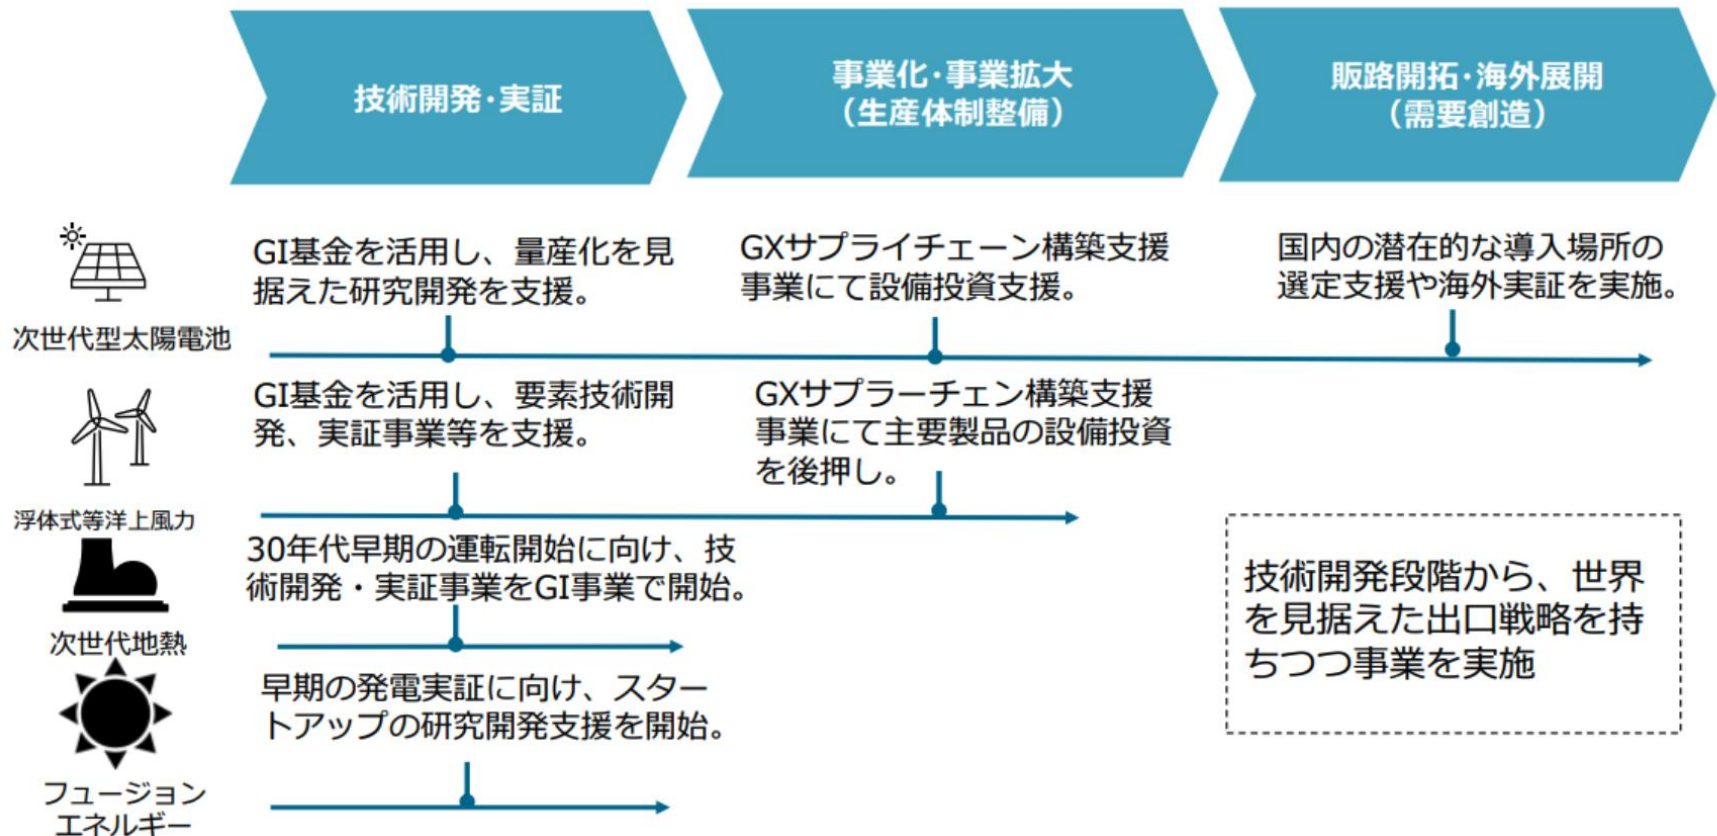 技術開発・実証
事業化・事業拡大
（生産体制整備）
販路開拓・海外展開
（需要創造）
次世代型太陽電池
GI基金を活用し、量産化を見
据えた研究開発を支援。
GXサプライチェーン構築支援
事業にて設備投資支援。
国内の潜在的な導入場所の
選定支援や海外実証を実施。
浮体式等洋上風力
GI基金を活用し、要素技術開
発、実証事業等を支援。
GXサプラーチェン構築支援
事業にて主要製品の設備投資
を後押し。
次世代地熱
30年代早期の運転開始に向け、技
術開発・実証事業をGI事業で開始。
フュージョン
エネルギー
早期の発電実証に向け、スター
トアップの研究開発支援を開始。
技術開発段階から、世界
を見据えた出口戦略を持
ちつつ事業を実施